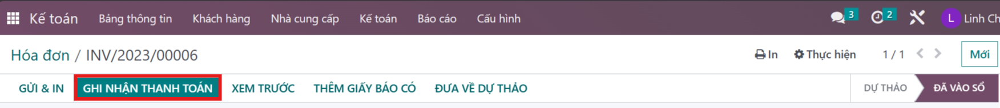 Kế toán Bảng thông tin Khách hàng Nhà cung cấp Kế toán Báo cáo Cấu hình 3 2 L Linh Ch
Hóa đơn / INV/2023/00006 In Thực hiện 1 / 1 Mới
GỬI & IN GHI NHẬN THANH TOÁN XEM TRƯỚC THÊM GIẤY BÁO CÓ ĐƯA VỀ DỰ THẢO DỰ THẢO ĐÃ VÀO SỔ